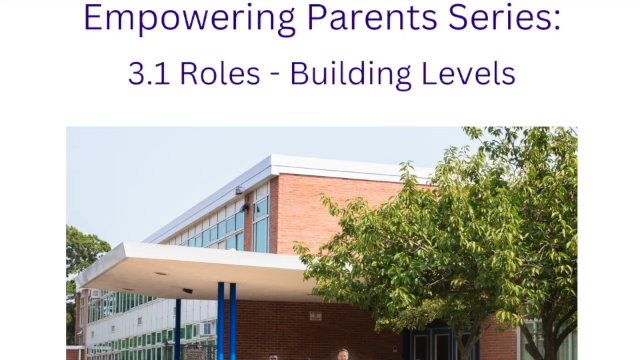 Empowering Parents Series:
3.1 Roles - Building Levels